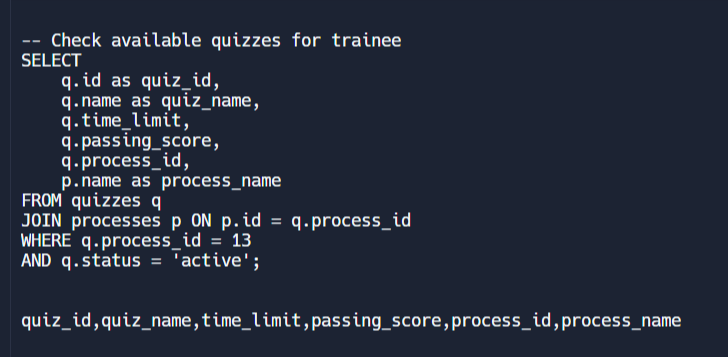 -- Check available quizzes for trainee
SELECT
    q.id as quiz_id,
    q.name as quiz_name,
    q.time_limit,
    q.passing_score,
    q.process_id,
    p.name as process_name
FROM quizzes q
JOIN processes p ON p.id = q.process_id
WHERE q.process_id = 13
AND q.status = 'active';
quiz_id,quiz_name,time_limit,passing_score,process_id,process_name